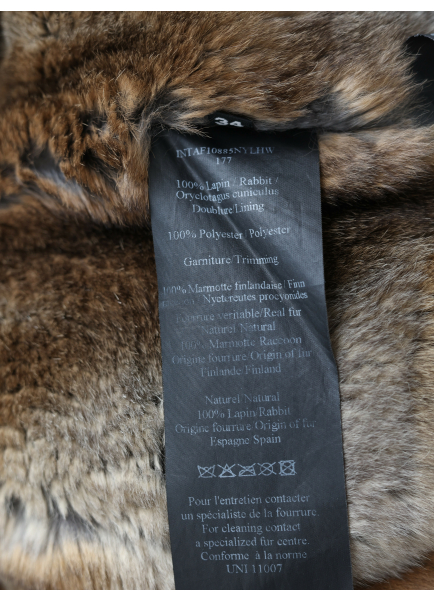 34
INTAF10885NYLHW
177
100% Lapin / Rabbit /
Oryclotagus cuniculus
Doublure/Lining
100% Polyester/Polyester
Garniture/Trimming
100% Marmotte finlandaise / Finn
/ Nyctereutes procyonides
Fourrure veritable/Real fur
Naturel Natural
100% Marmotte Raccoon
Origine fourrure/Origin of fur
Finlande/Finland
Naturel Natural
100% Lapin/Rabbit
Origine fourrure Origin of fur
Espagne Spain
Pour l'entretien contacter
un spécialiste de la fourrure.
For cleaning contact
a specialized fur centre.
Conforme à la norme
UNI 11007